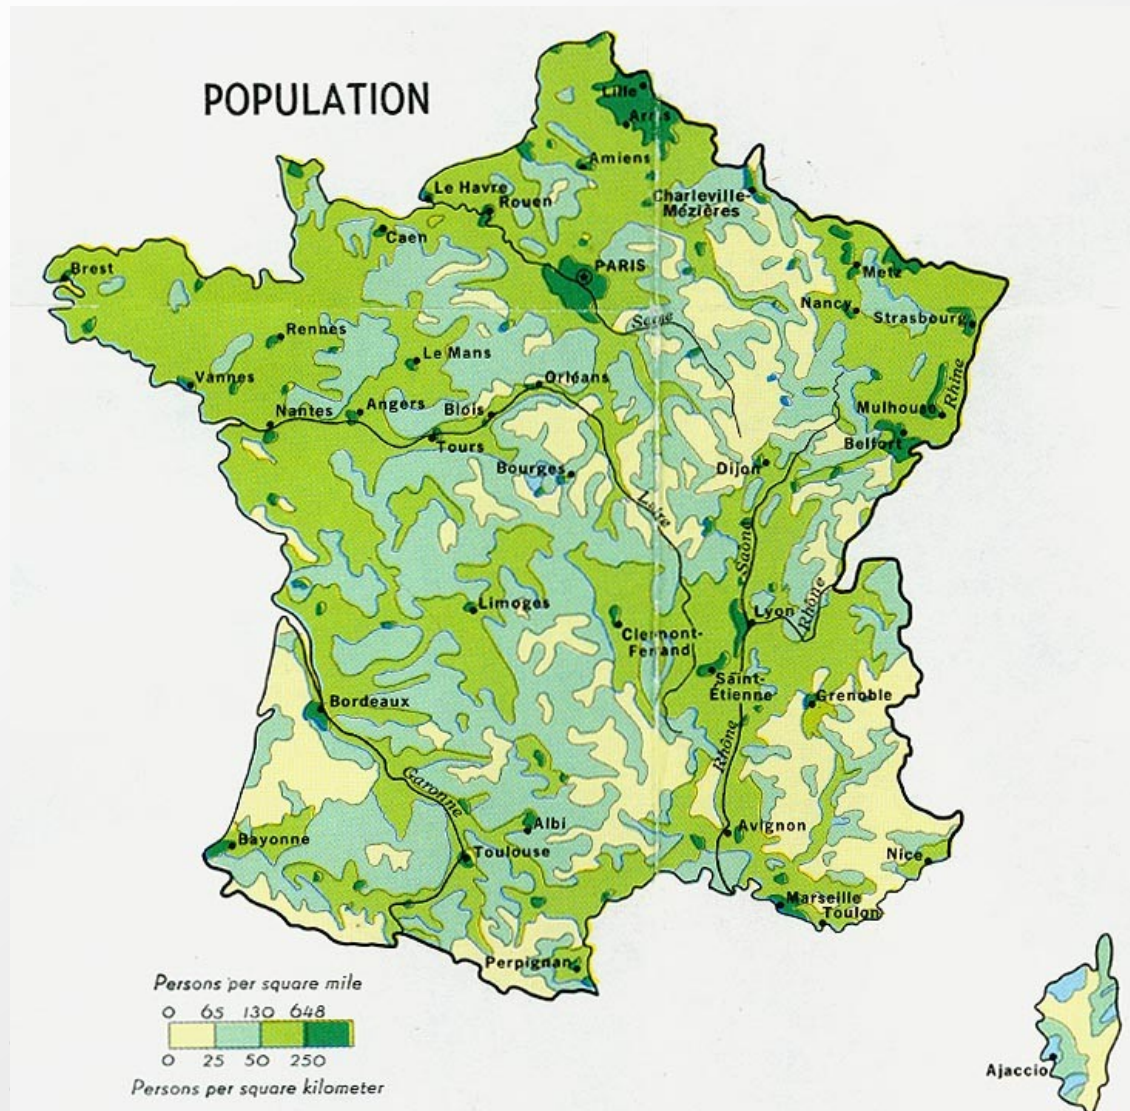 POPULATION
Lille
Arras
Amiens
Le Havre
Rouen
Charleville-
Mézières
Caen
PARIS
Metz
Brest
Nancy
Strasbourg
Seine
Rennes
Le Mans
Vannes
Orléans
Rhine
Nantes
Angers
Blois
Mulhouse
Tours
Belfort
Bourges
Dijon
Loire
Saône
Limoges
Lyon
Rhône
Clermont-
Ferrand
Saint-
Étienne
Grenoble
Bordeaux
Rhône
Garonne
Albi
Avignon
Bayonne
Toulouse
Nice
Marseille
Toulon
Perpignan
Persons per square mile
0 65 130 648
0 25 50 250
Persons per square kilometer
Ajaccio